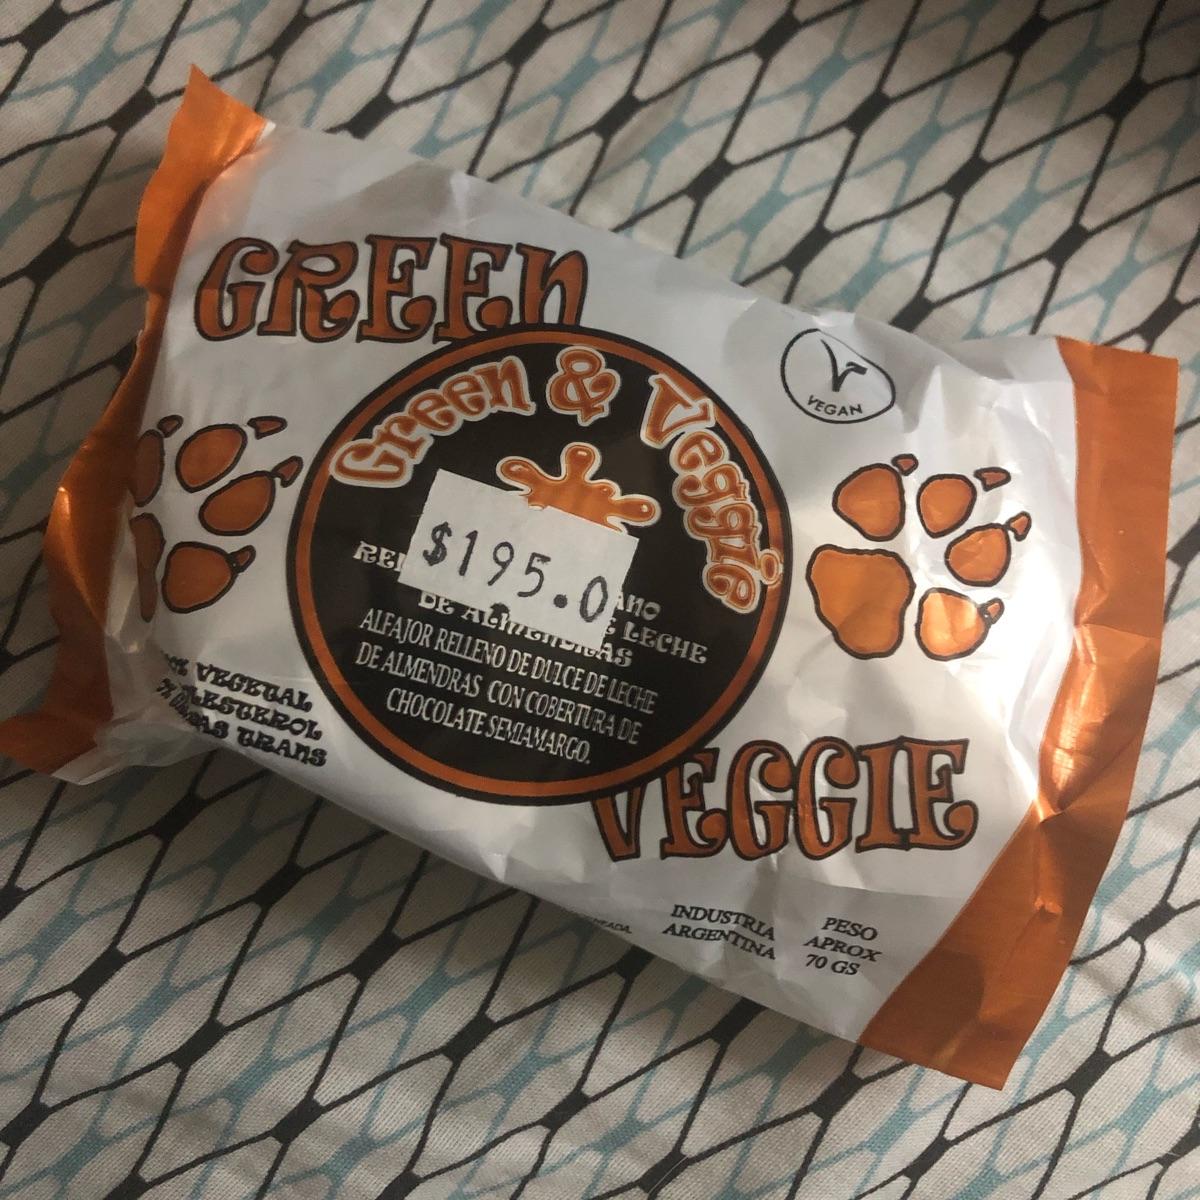 GREEN
Green & Veggie
VEGAN
$195.0
DE LECHE
ALFAJOR RELLENO DE DULCE DE LECHE
DE ALMENDRAS CON COBERTURA DE
CHOCOLATE SEMIAMARGO.
VEGETAL
TRANS
VEGGIE
INDUSTRIA
ARGENTINA
PESO
APROX
70 GS